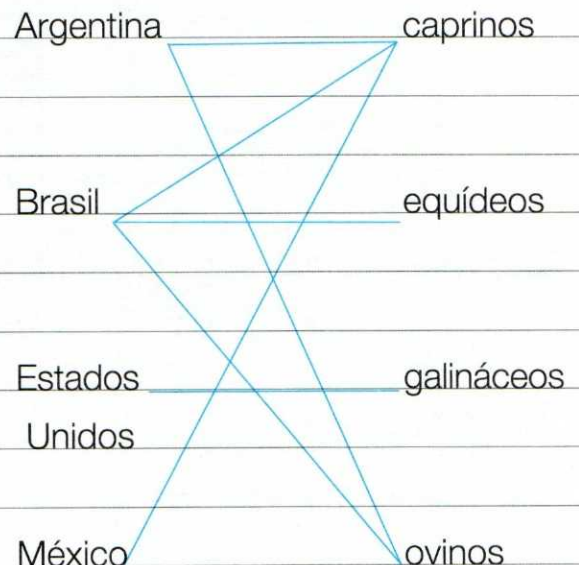 Argentina caprinos
Brasil equídeos
Estados galináceos
Unidos
México ovinos